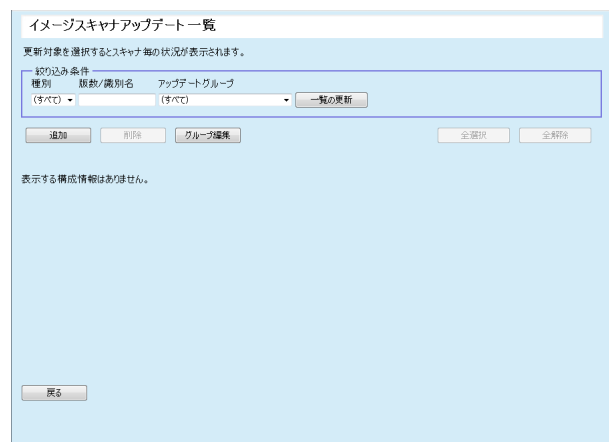 イメージスキャナアップデート 一覧
更新対象を選択するとスキャナ毎の状況が表示されます。
絞り込み条件
種別 版数/識別名 アップデートグループ
(すべて) (すべて) 一覧の更新
追加 削除 グループ編集 全選択 全解除
表示する構成情報はありません。
戻る